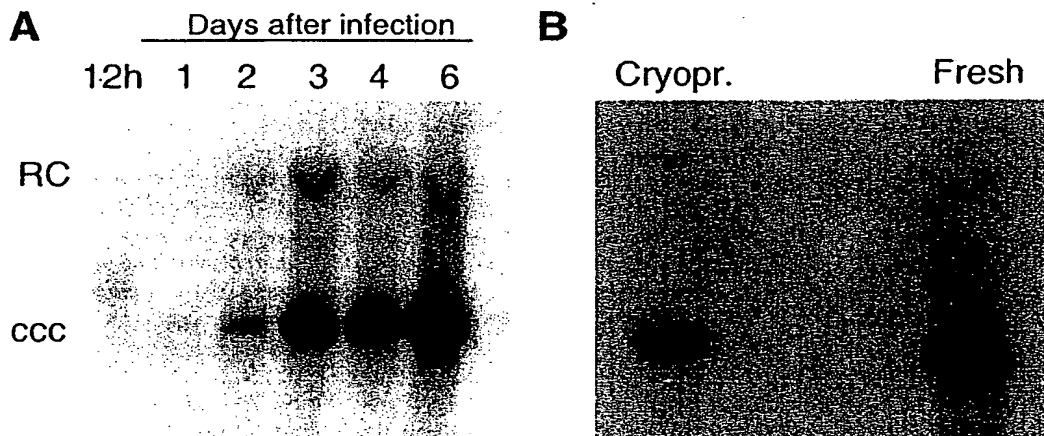 A
Days after infection
12h 1 2 3 4 6
RC
ccc
B
Cryopr. Fresh